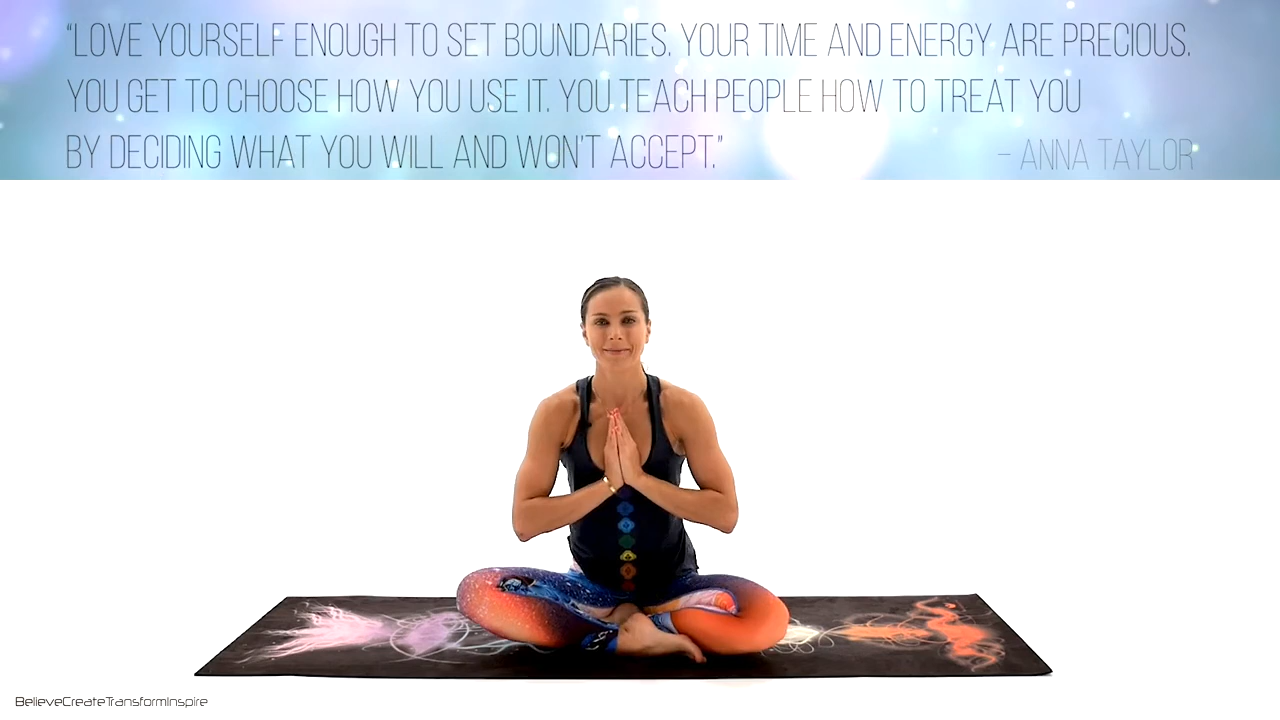 “LOVE YOURSELF ENOUGH TO SET BOUNDARIES. YOUR TIME AND ENERGY ARE PRECIOUS.
YOU GET TO CHOOSE HOW YOU USE IT. YOU TEACH PEOPLE HOW TO TREAT YOU
BY DECIDING WHAT YOU WILL AND WON'T ACCEPT.”
– ANNA TAYLOR
BelieveCreateTransformInspire